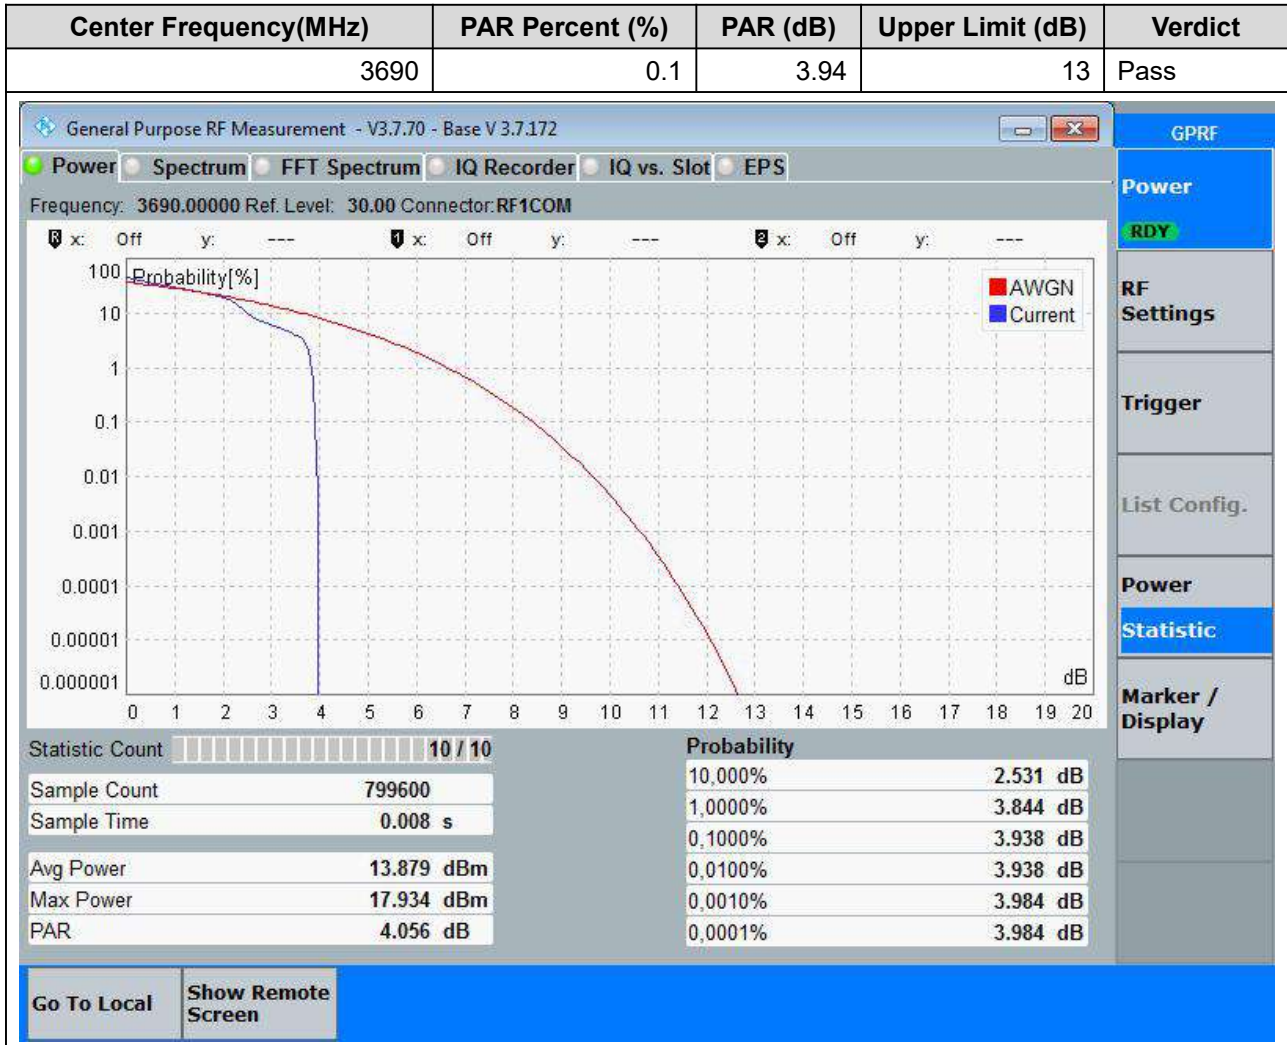 Center Frequency(MHz) PAR Percent (%) PAR (dB) Upper Limit (dB) Verdict
3690 0.1 3.94 13 Pass
General Purpose RF Measurement - V3.7.70 - Base V 3.7.172
GPRF
Power Spectrum FFT Spectrum IQ Recorder IQ vs. Slot EPS
Frequency: 3690.00000 Ref. Level: 30.00 Connector: RF1COM
R x: Off y: --- 1 x: Off y: --- 2 x: Off y: ---
Probability[%]
AWGN
Current
100
10
1
0.1
0.01
0.001
0.0001
0.00001
0.000001
dB
0 1 2 3 4 5 6 7 8 9 10 11 12 13 14 15 16 17 18 19 20
Statistic Count 10 / 10
Sample Count 799600
Sample Time 0.008 s
Avg Power 13.879 dBm
Max Power 17.934 dBm
PAR 4.056 dB
Probability
10,000% 2.531 dB
1,0000% 3.844 dB
0,1000% 3.938 dB
0,0100% 3.938 dB
0,0010% 3.984 dB
0,0001% 3.984 dB
Power
RDY
RF
Settings
Trigger
List Config.
Power
Statistic
Marker /
Display
Go To Local
Show Remote
Screen